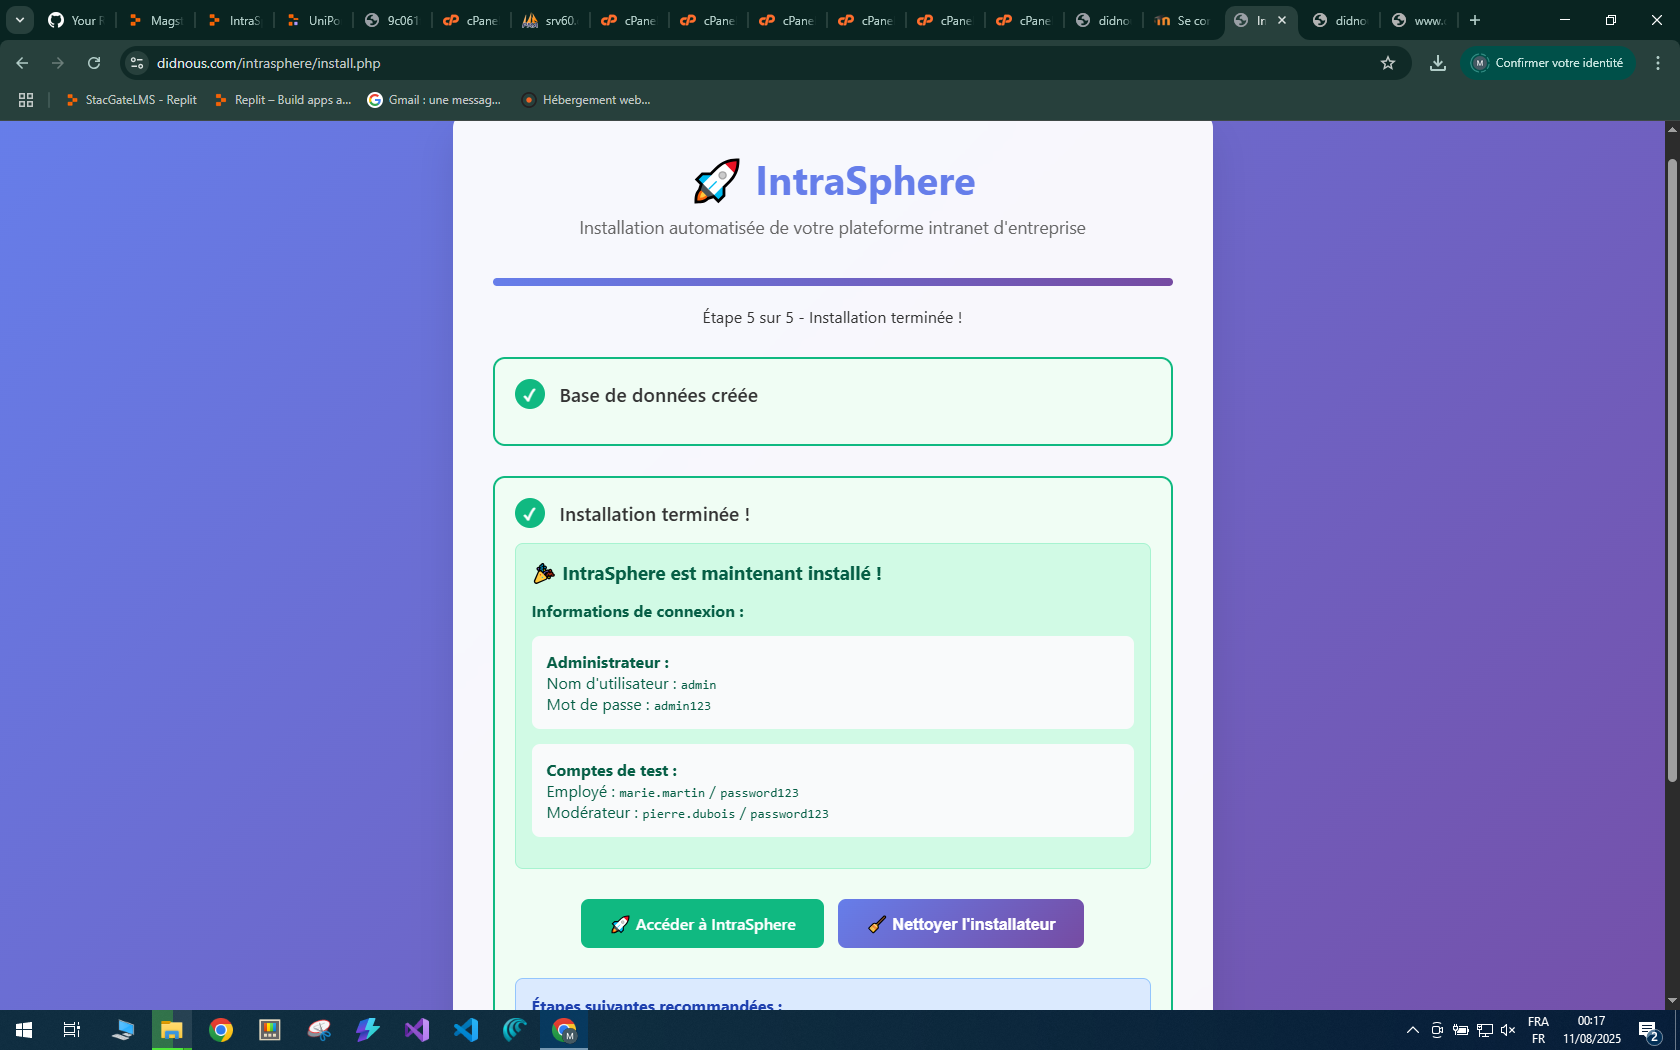 Your R
Magst
IntraS
UniPo
9c061
cPane
srv60.
cPane
cPane
cPane
cPane
cPane
cPane
didno
Se co
In
didno
www.
didnous.com/intrasphere/install.php
M
Confirmer votre identité
StacGateLMS - Replit
Replit – Build apps a...
Gmail : une messag...
Hébergement web...
IntraSphere
Installation automatisée de votre plateforme intranet d'entreprise
Étape 5 sur 5 - Installation terminée !
Base de données créée
Installation terminée !
IntraSphere est maintenant installé !
Informations de connexion :
Administrateur :
Nom d'utilisateur : admin
Mot de passe : admin123
Comptes de test :
Employé : marie.martin / password123
Modérateur : pierre.dubois / password123
Accéder à IntraSphere
Nettoyer l'installateur
Étapes suivantes recommandées :
FRA
FR
00:17
11/08/2025
2